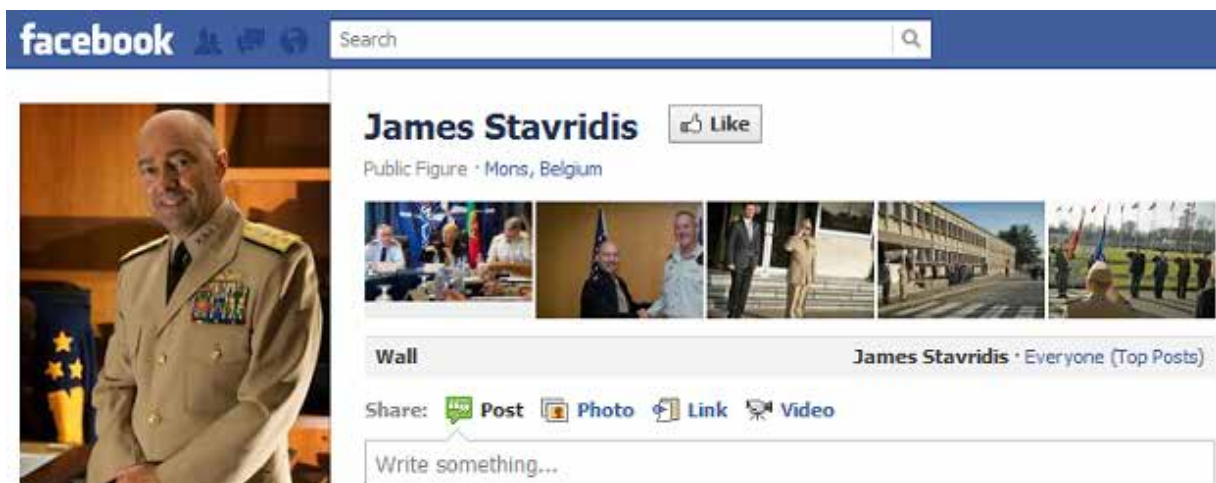 facebook Search
James Stavridis Like
Public Figure · Mons, Belgium
Wall James Stavridis · Everyone (Top Posts)
Share: Post Photo Link Video
Write something...